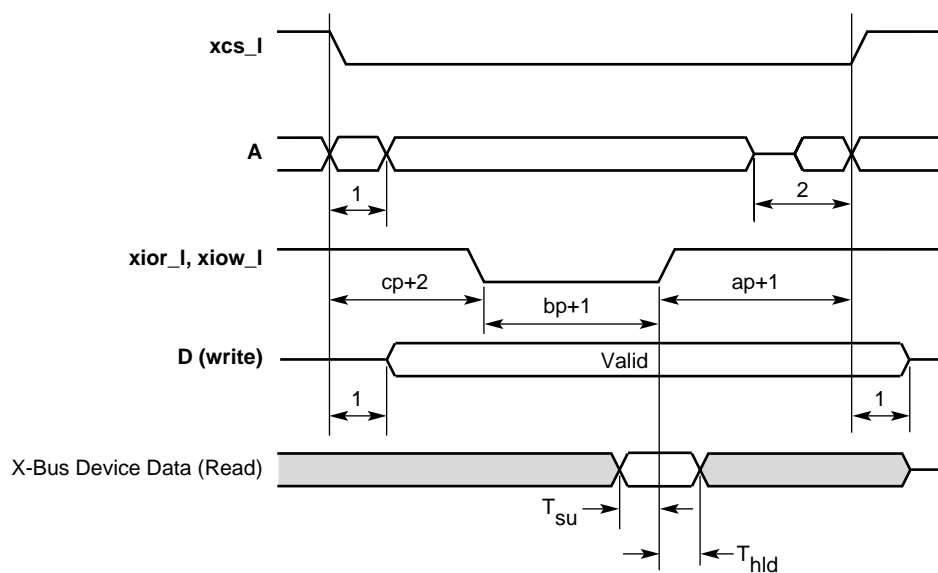 xcs_l
A
1
2
xior_l, xiow_l
cp+2
ap+1
bp+1
D (write)
Valid
1
1
X-Bus Device Data (Read)
Tsu
Thld